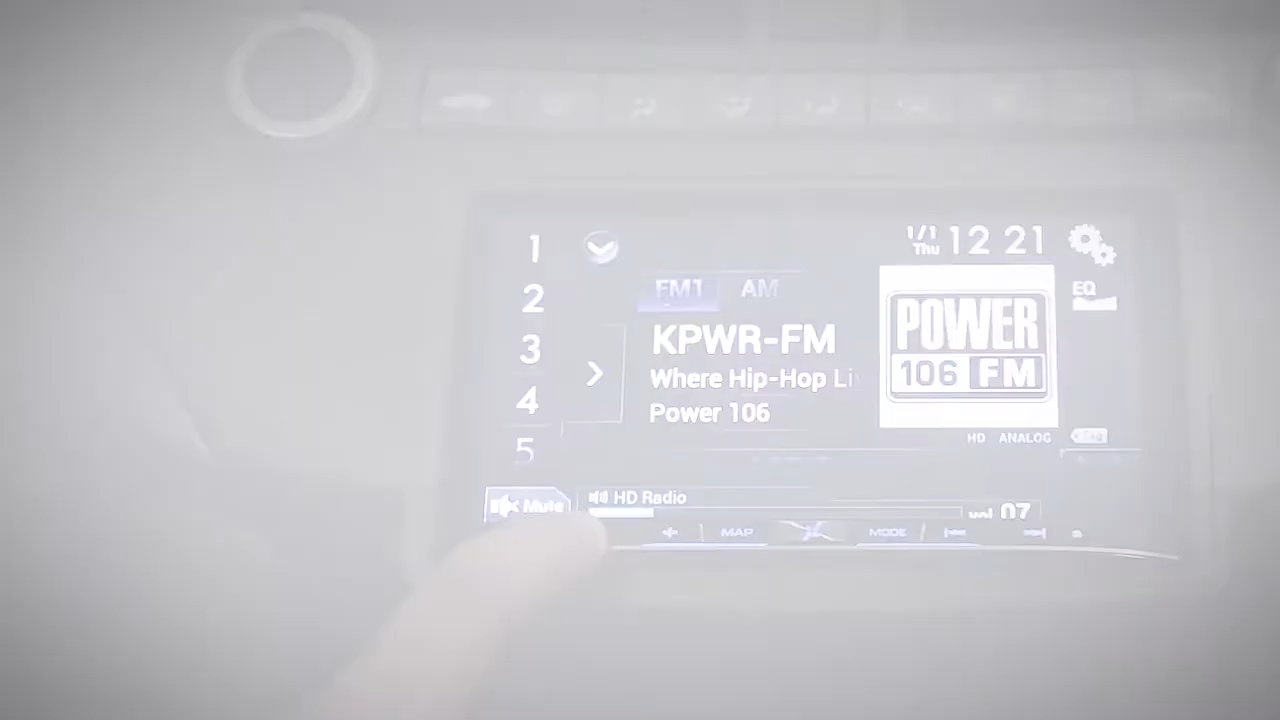 1
2
3
4
5
1/1
Thu
12 21
FM1 AM
EQ
KPWR-FM
Where Hip-Hop Li
Power 106
POWER
106 FM
HD ANALOG
TAG
Mute
HD Radio
vol 07
MAP
MODE